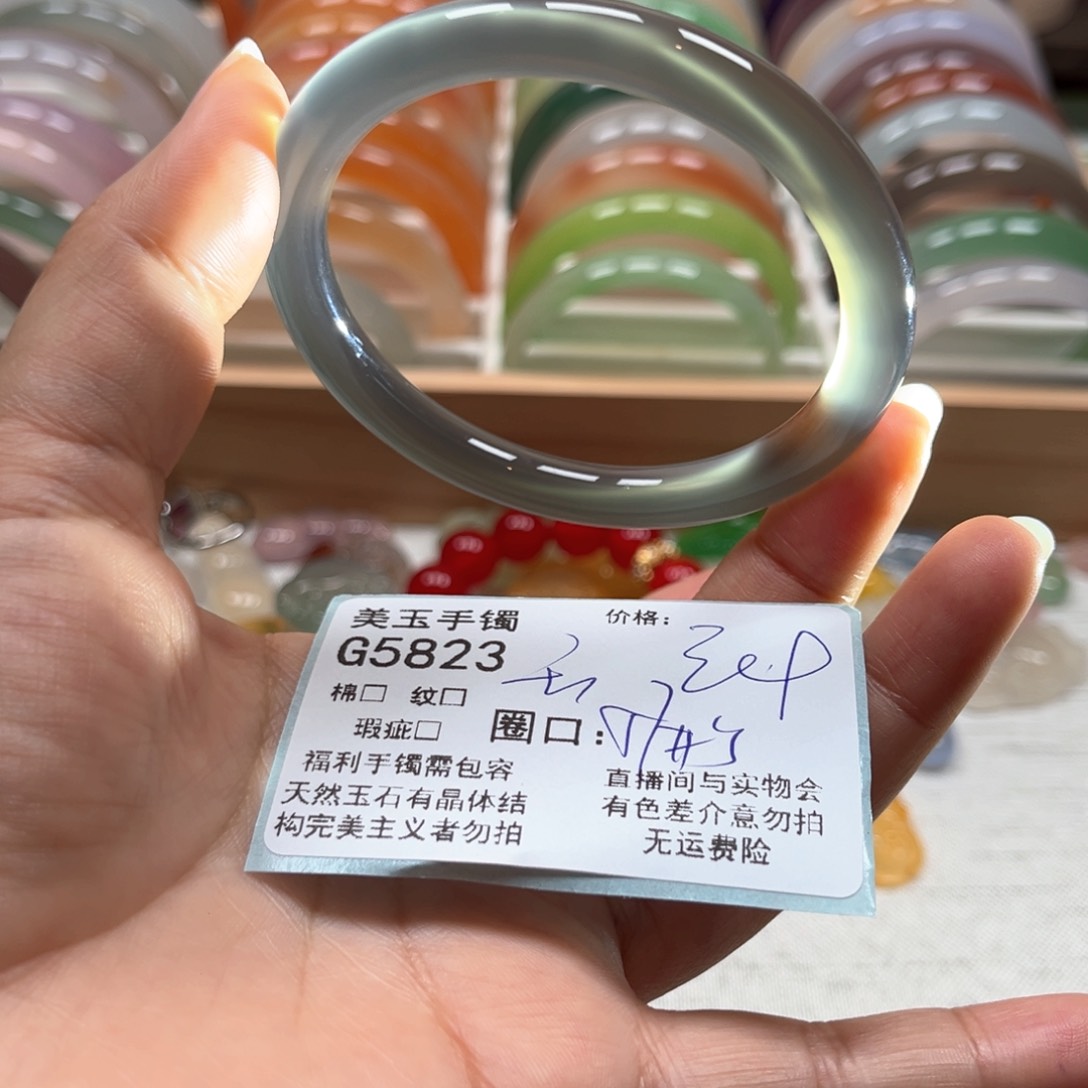 美玉手镯 价格:
G5823
棉□ 纹□
瑕疵□ 圈口:
福利手镯需包容
天然玉石有晶体结
构完美主义者勿拍
直播间与实物会
有色差介意勿拍
无运费险